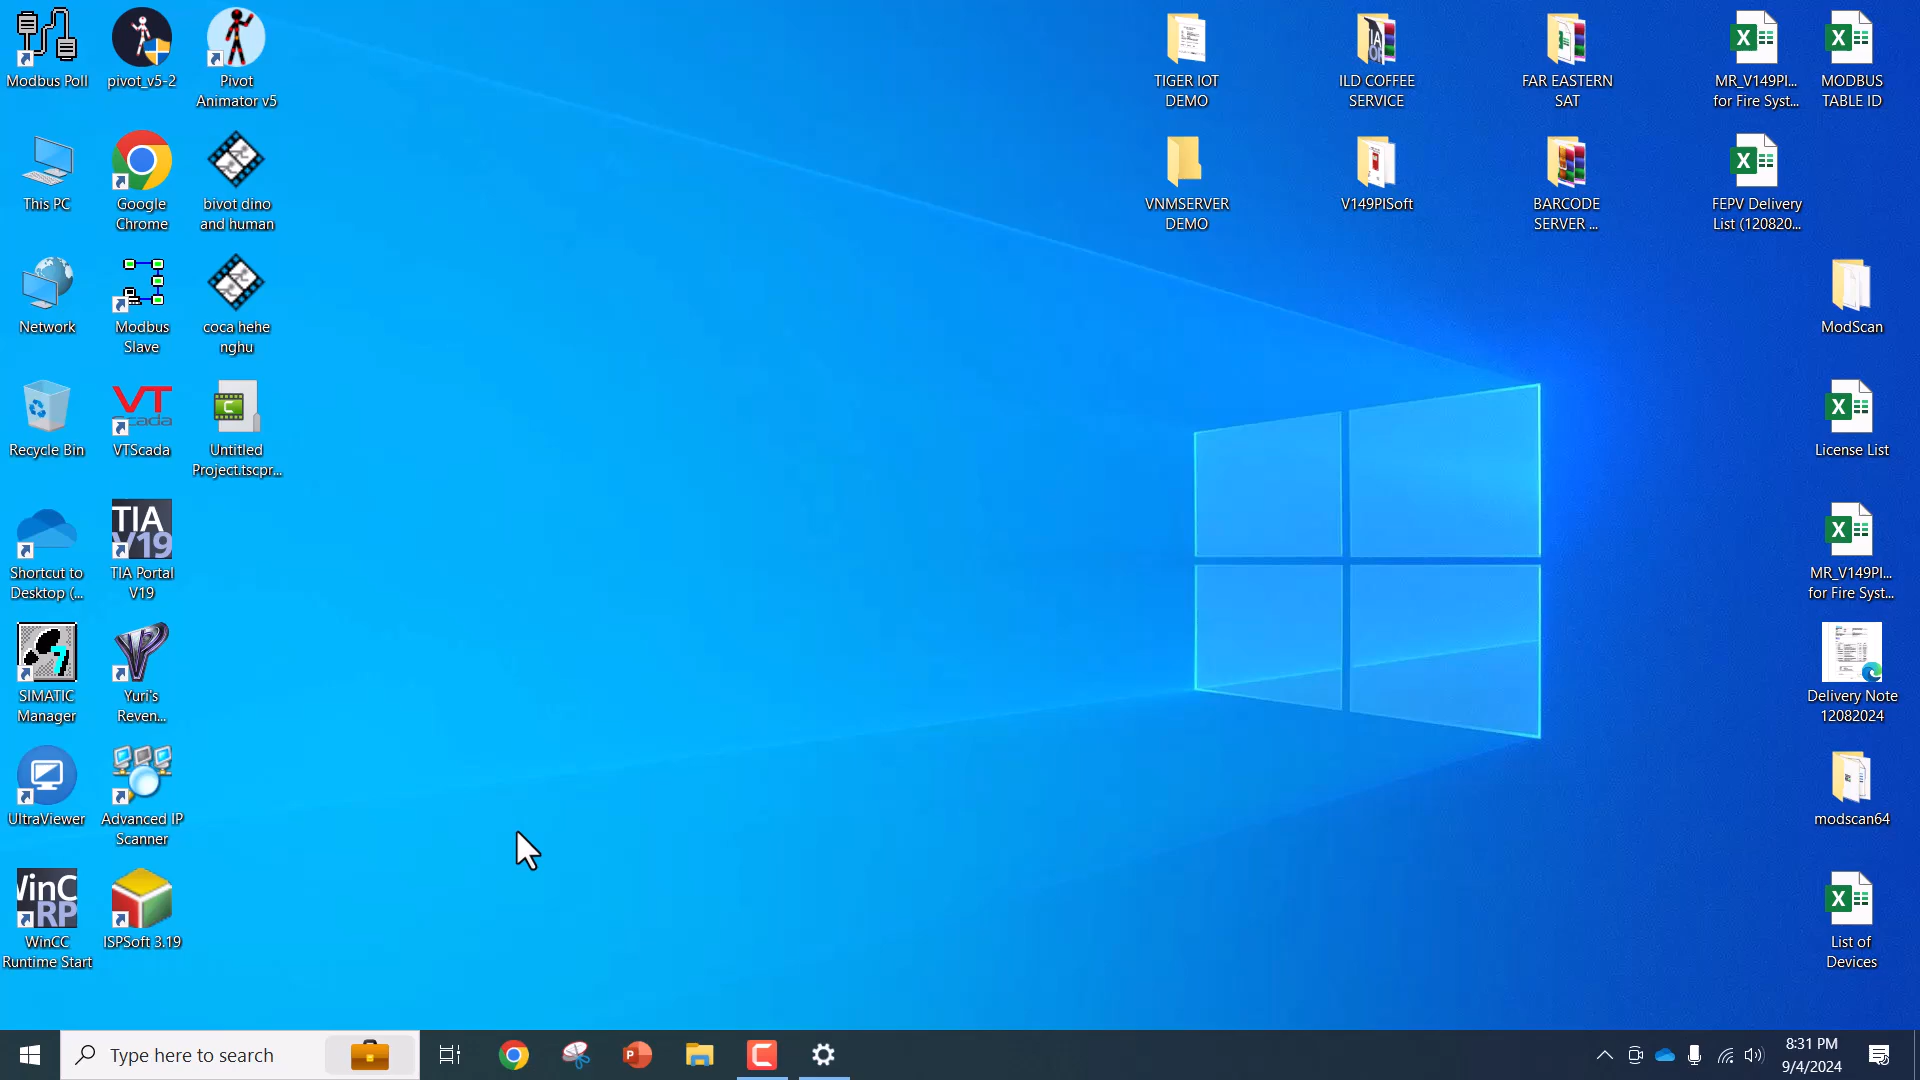 Modbus Poll
pivot_v5-2
Pivot
Animator v5
This PC
Google
Chrome
bivot dino
and human
Network
Modbus
Slave
coca hehe
nghu
Recycle Bin
VT
Scada
VTScada
Untitled
Project.tscpr...
Shortcut to
Desktop (...
TIA
V19
TIA Portal
V19
SIMATIC
Manager
Yuri's
Reven...
UltraViewer
Advanced IP
Scanner
WinCC
Runtime Start
ISPSoft 3.19
TIGER IOT
DEMO
ILD COFFEE
SERVICE
FAR EASTERN
SAT
MR_V149PI...
for Fire Syst...
MODBUS
TABLE ID
VNMSERVER
DEMO
V149PISoft
BARCODE
SERVER ...
FEPV Delivery
List (120820...
ModScan
License List
MR_V149PI...
for Fire Syst...
Delivery Note
12082024
modscan64
List of
Devices
Type here to search
8:31 PM
9/4/2024